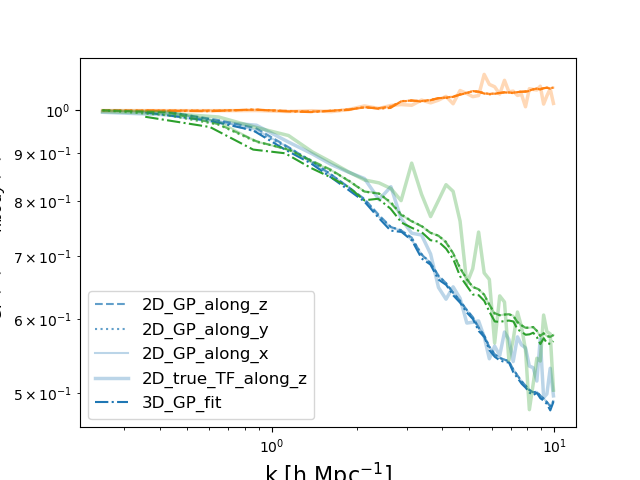 10⁰
9 × 10⁻¹
8 × 10⁻¹
7 × 10⁻¹
6 × 10⁻¹
5 × 10⁻¹
2D_GP_along_z
2D_GP_along_y
2D_GP_along_x
2D_true_TF_along_z
3D_GP_fit
10⁰ 10¹
k [h Mpc⁻¹]